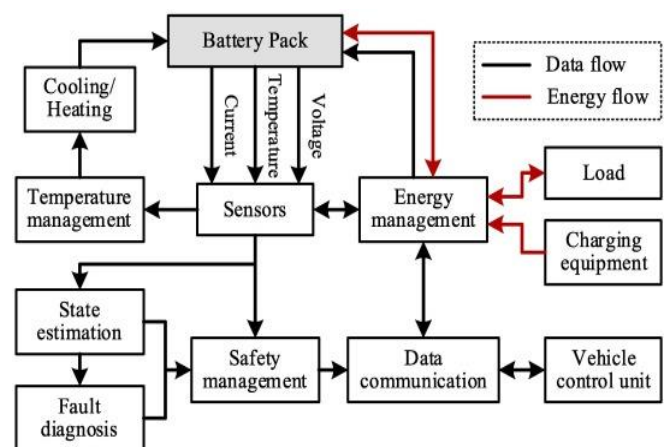 Battery Pack
Data flow
Energy flow
Cooling/
Heating
Current
Temperature
Voltage
Temperature
management
Sensors
Energy
management
Load
Charging
equipment
State
estimation
Safety
management
Data
communication
Vehicle
control unit
Fault
diagnosis